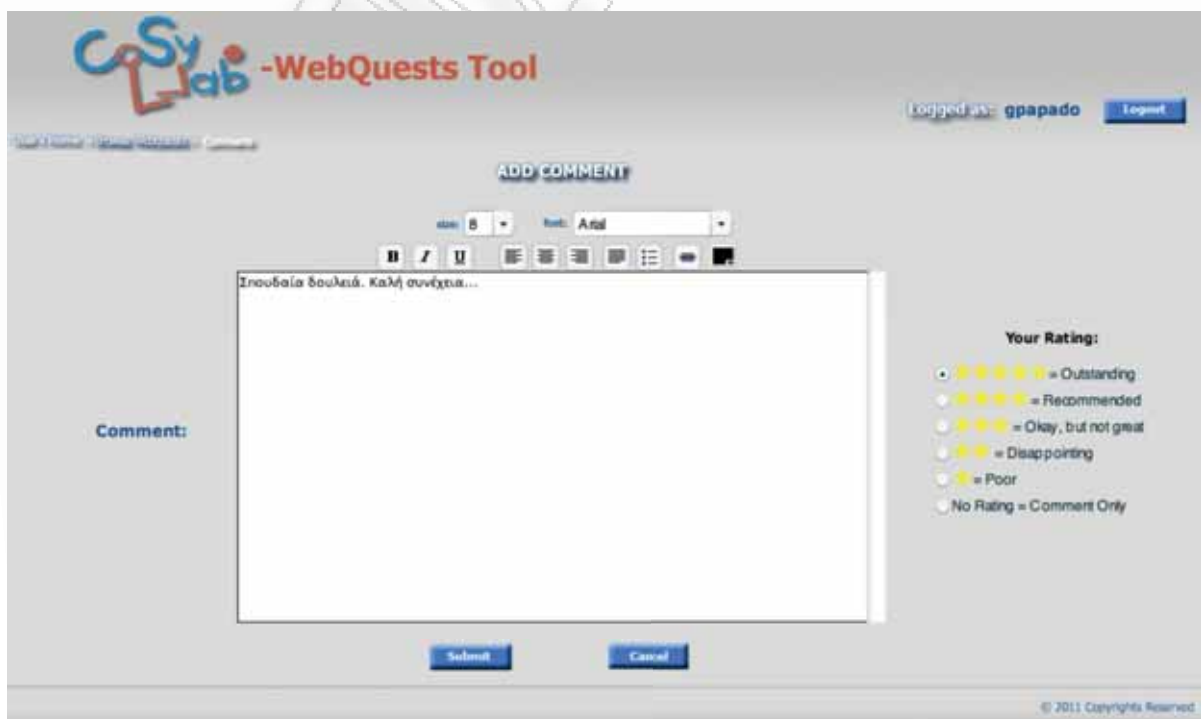 CoSy Lab -WebQuests Tool
Logged as: gpapado Logout
Comment
ADD COMMENT
size: 8 font: Arial
B I U
Σπουδαία δουλειά. Καλή συνέχεια...
Comment:
Your Rating:
= Outstanding
= Recommended
= Okay, but not great
= Disappointing
= Poor
No Rating = Comment Only
Submit Cancel
© 2011 Copyrights Reserved